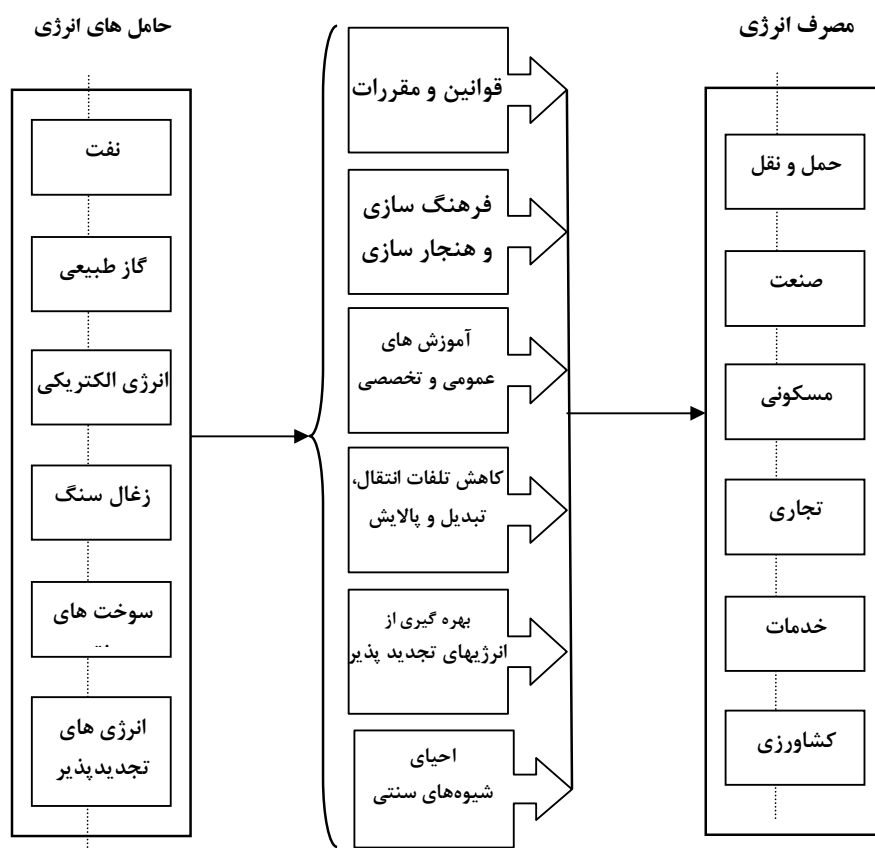 مصرف انرژی
حمل و نقل
صنعت
مسکونی
تجاری
خدمات
کشاورزی
قوانین و مقررات
فرهنگ سازی
و هنجار سازی
آموزش های
عمومی و تخصصی
کاهش تلفات انتقال،
تبدیل و پالایش
بهره گیری از
انرژیهای تجدید پذیر
احیای
شیوه‌های سنتی
حامل های انرژی
نفت
گاز طبیعی
انرژی الکتریکی
زغال سنگ
سوخت های
انرژی های
تجدیدپذیر